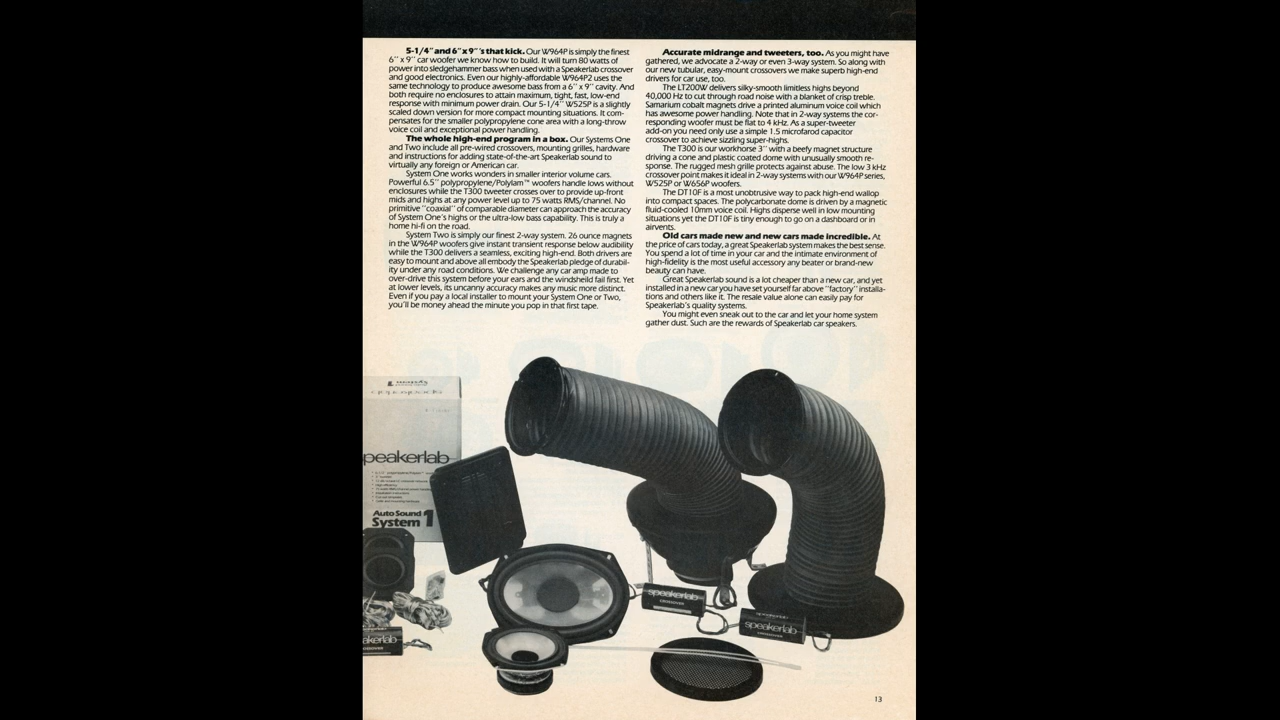 5-1/4" and 6" x 9"'s that kick. Our W964P is simply the finest
6" x 9" car woofer we know how to build. It will turn 80 watts of
power into sledgehammer bass when used with a Speakerlab crossover
and good electronics. Even our highly-affordable W964P2 uses the
same technology to produce awesome bass from a 6" x 9" cavity. And
both require no enclosures to attain maximum, tight, fast, low-end
response with minimum power drain. Our 5-1/4" W525P is a slightly
scaled down version for more compact mounting situations. It com-
pensates for the smaller polypropylene cone area with a long-throw
voice coil and exceptional power handling.
The whole high-end program in a box. Our Systems One
and Two include all pre-wired crossovers, mounting grilles, hardware
and instructions for adding state-of-the-art Speakerlab sound to
virtually any foreign or American car.
System One works wonders in smaller interior volume cars.
Powerful 6.5" polypropylene/Polylam™ woofers handle lows without
enclosures while the T300 tweeter crosses over to provide up-front
mids and highs at any power level up to 75 watts RMS/channel. No
primitive "coaxial" of comparable diameter can approach the accuracy
of System One's highs or the ultra-low bass capability. This is truly a
home hi-fi on the road.
System Two is simply our finest 2-way system. 26 ounce magnets
in the W964P woofers give instant transient response below audibility
while the T300 delivers a seamless, exciting high-end. Both drivers are
easy to mount and above all embody the Speakerlab pledge of durabil-
ity under any road conditions. We challenge any car amp made to
over-drive this system before your ears and the windshield fail first. Yet
at lower levels, its uncanny accuracy makes any music more distinct.
Even if you pay a local installer to mount your System One or Two,
you'll be money ahead the minute you pop in that first tape.
Accurate midrange and tweeters, too. As you might have
gathered, we advocate a 2-way or even 3-way system. So along with
our new tubular, easy-mount crossovers we make superb high-end
drivers for car use, too.
The LT200W delivers silky-smooth limitless highs beyond
40,000 Hz to cut through road noise with a blanket of crisp treble.
Samarium cobalt magnets drive a printed aluminum voice coil which
has awesome power handling. Note that in 2-way systems the cor-
responding woofer must be flat to 4 kHz. As a super-tweeter
add-on you need only use a simple 1.5 microfarod capacitor
crossover to achieve sizzling super-highs.
The T300 is our workhorse 3" with a beefy magnet structure
driving a cone and plastic coated dome with unusually smooth re-
sponse. The rugged mesh grille protects against abuse. The low 3 kHz
crossover point makes it ideal in 2-way systems with our W964P series,
W525P or W656P woofers.
The DT10F is a most unobtrusive way to pack high-end wallop
into compact spaces. The polycarbonate dome is driven by a magnetic
fluid-cooled 10mm voice coil. Highs disperse well in low mounting
situations yet the DT10F is tiny enough to go on a dashboard or in
airvents.
Old cars made new and new cars made incredible. At
the price of cars today, a great Speakerlab system makes the best sense.
You spend a lot of time in your car and the intimate environment of
high-fidelity is the most useful accessory any beater or brand-new
beauty can have.
Great Speakerlab sound is a lot cheaper than a new car, and yet
installed in a new car you have set yourself far above "factory" installa-
tions and others like it. The resale value alone can easily pay for
Speakerlab's quality systems.
You might even sneak out to the car and let your home system
gather dust. Such are the rewards of Speakerlab car speakers.
peakerlab
Auto Sound
System 1
speakerlab
CROSSOVER
speakerlab
speakerlab
CROSSOVER
akerlab
13